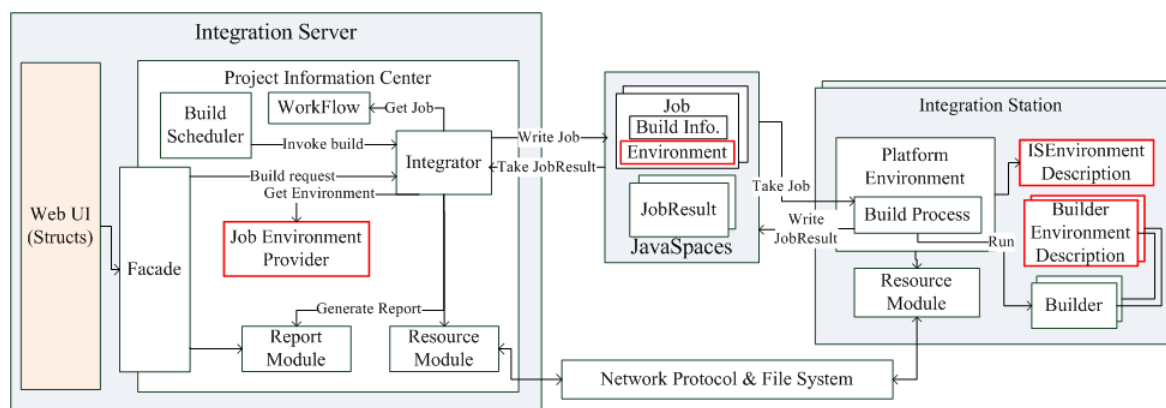 Integration Server
Project Information Center
Web UI
(Structs)
Build
Scheduler
WorkFlow
Get Job
Invoke build
Integrator
Build request
Get Environment
Job Environment
Provider
Facade
Generate Report
Report
Module
Resource
Module
Write Job
Take JobResult
Job
Build Info.
Environment
JobResult
JavaSpaces
Take Job
Write
JobResult
Integration Station
Platform
Environment
Build Process
ISEnvironment
Description
Builder
Environment
Description
Run
Resource
Module
Builder
Network Protocol & File System